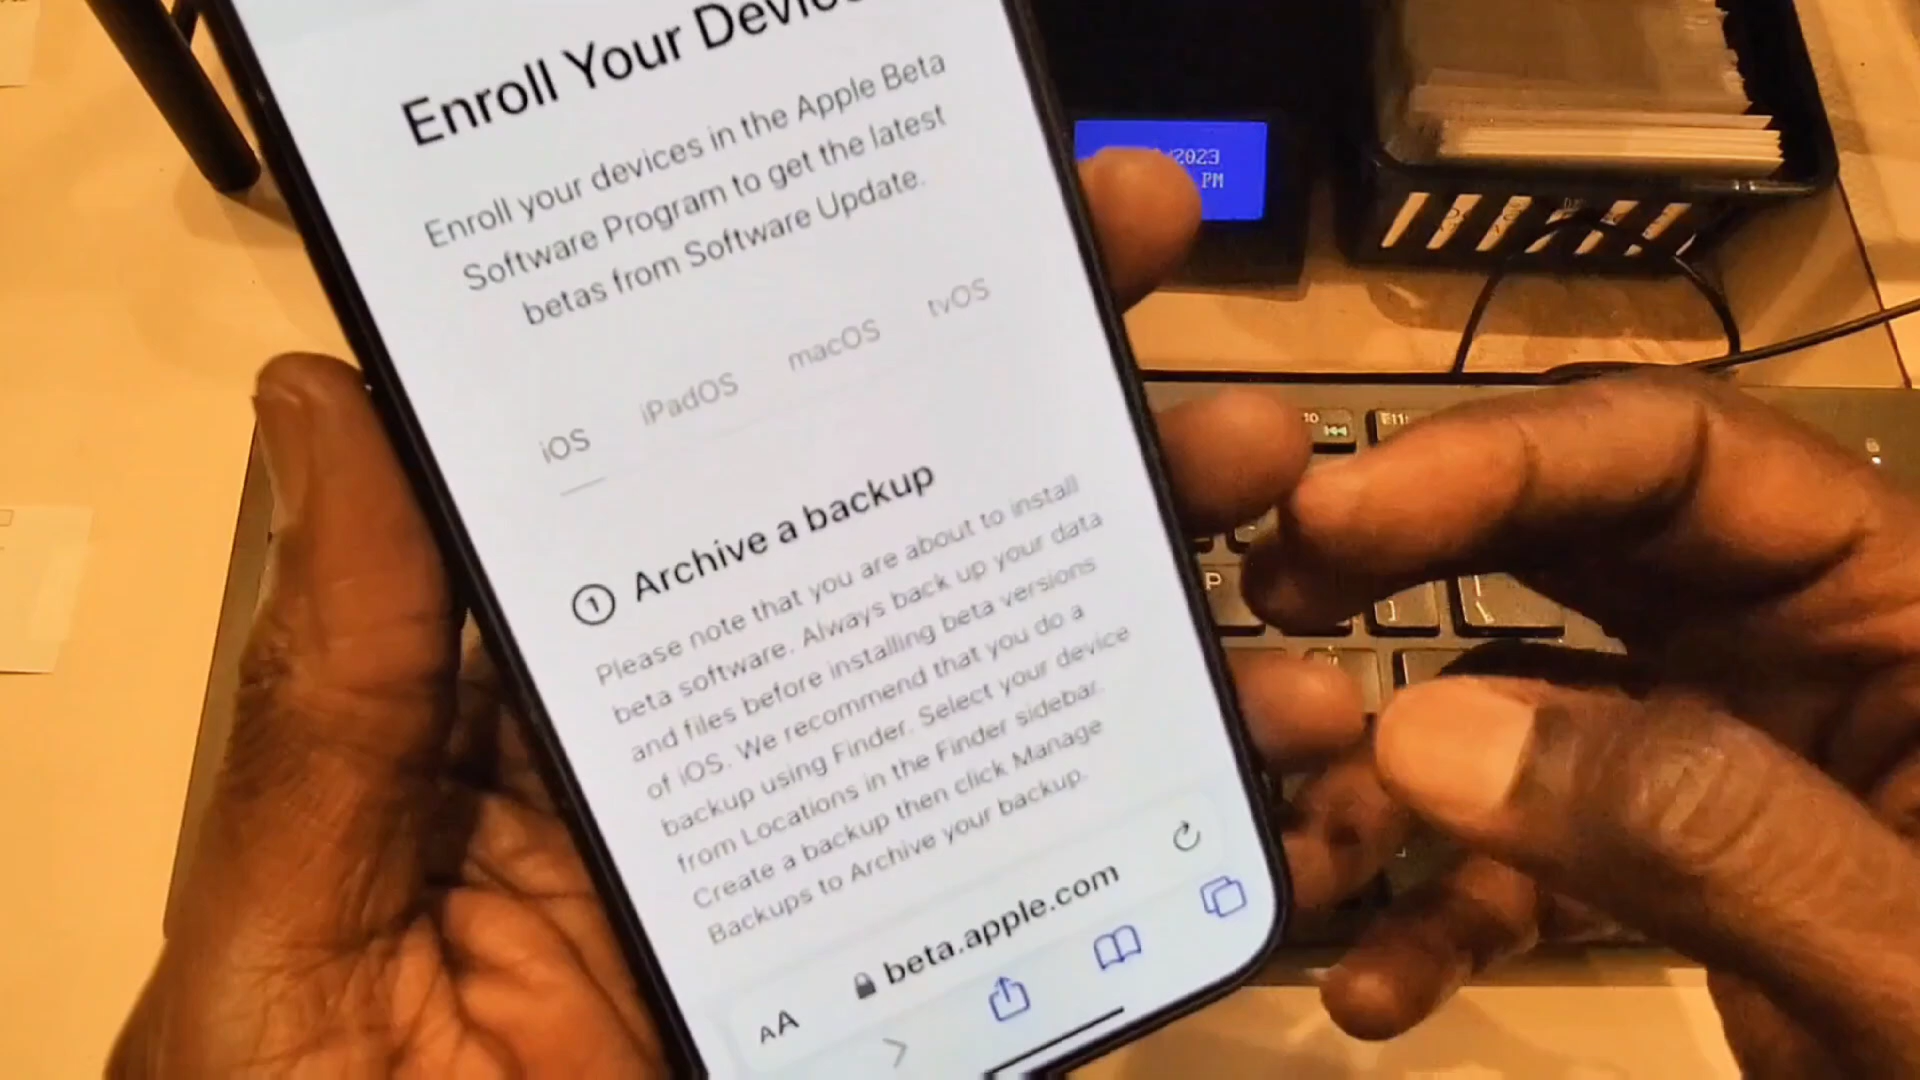 Enroll Your
Enroll your devices in the Apple Beta
Software Program to get the latest
betas from Software Update.
iOS
iPadOS
macOS
tvOS
1 Archive a backup
Please note that you are about to install
beta software. Always back up your data
and files before installing beta versions
of iOS. We recommend that you do a
backup using Finder. Select your device
from Locations in the Finder sidebar.
Create a backup then click Manage
Backups to Archive your backup.
AA
beta.apple.com
/2023
PM
P